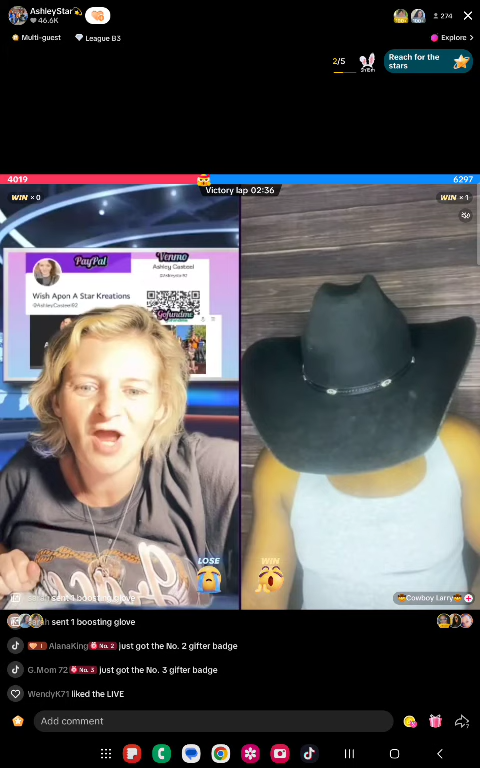 AshleyStar
46.6K
274
Multi-guest
League B3
Explore
2/5
Reach for the
stars
4019
6297
Victory lap 02:36
WIN × 0
WIN × 1
PayPal
Venmo
Ashley Casteel
Wish Apon A Star Kreations
@AshleyCasteel92
Gofundme
LOSE
WIN
sent 1 boosting glove
Cowboy Larry
sent 1 boosting glove
AlanaKing No. 2 just got the No. 2 gifter badge
G.Mom 72 No. 3 just got the No. 3 gifter badge
WendyK71 liked the LIVE
Add comment